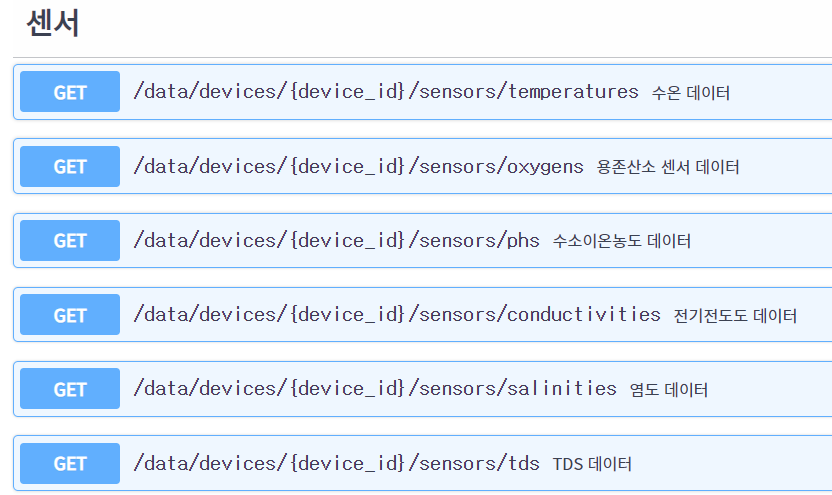 센서
GET /data/devices/{device_id}/sensors/temperatures 수온 데이터
GET /data/devices/{device_id}/sensors/oxygens 용존산소 센서 데이터
GET /data/devices/{device_id}/sensors/phs 수소이온농도 데이터
GET /data/devices/{device_id}/sensors/conductivities 전기전도도 데이터
GET /data/devices/{device_id}/sensors/salinities 염도 데이터
GET /data/devices/{device_id}/sensors/tds TDS 데이터